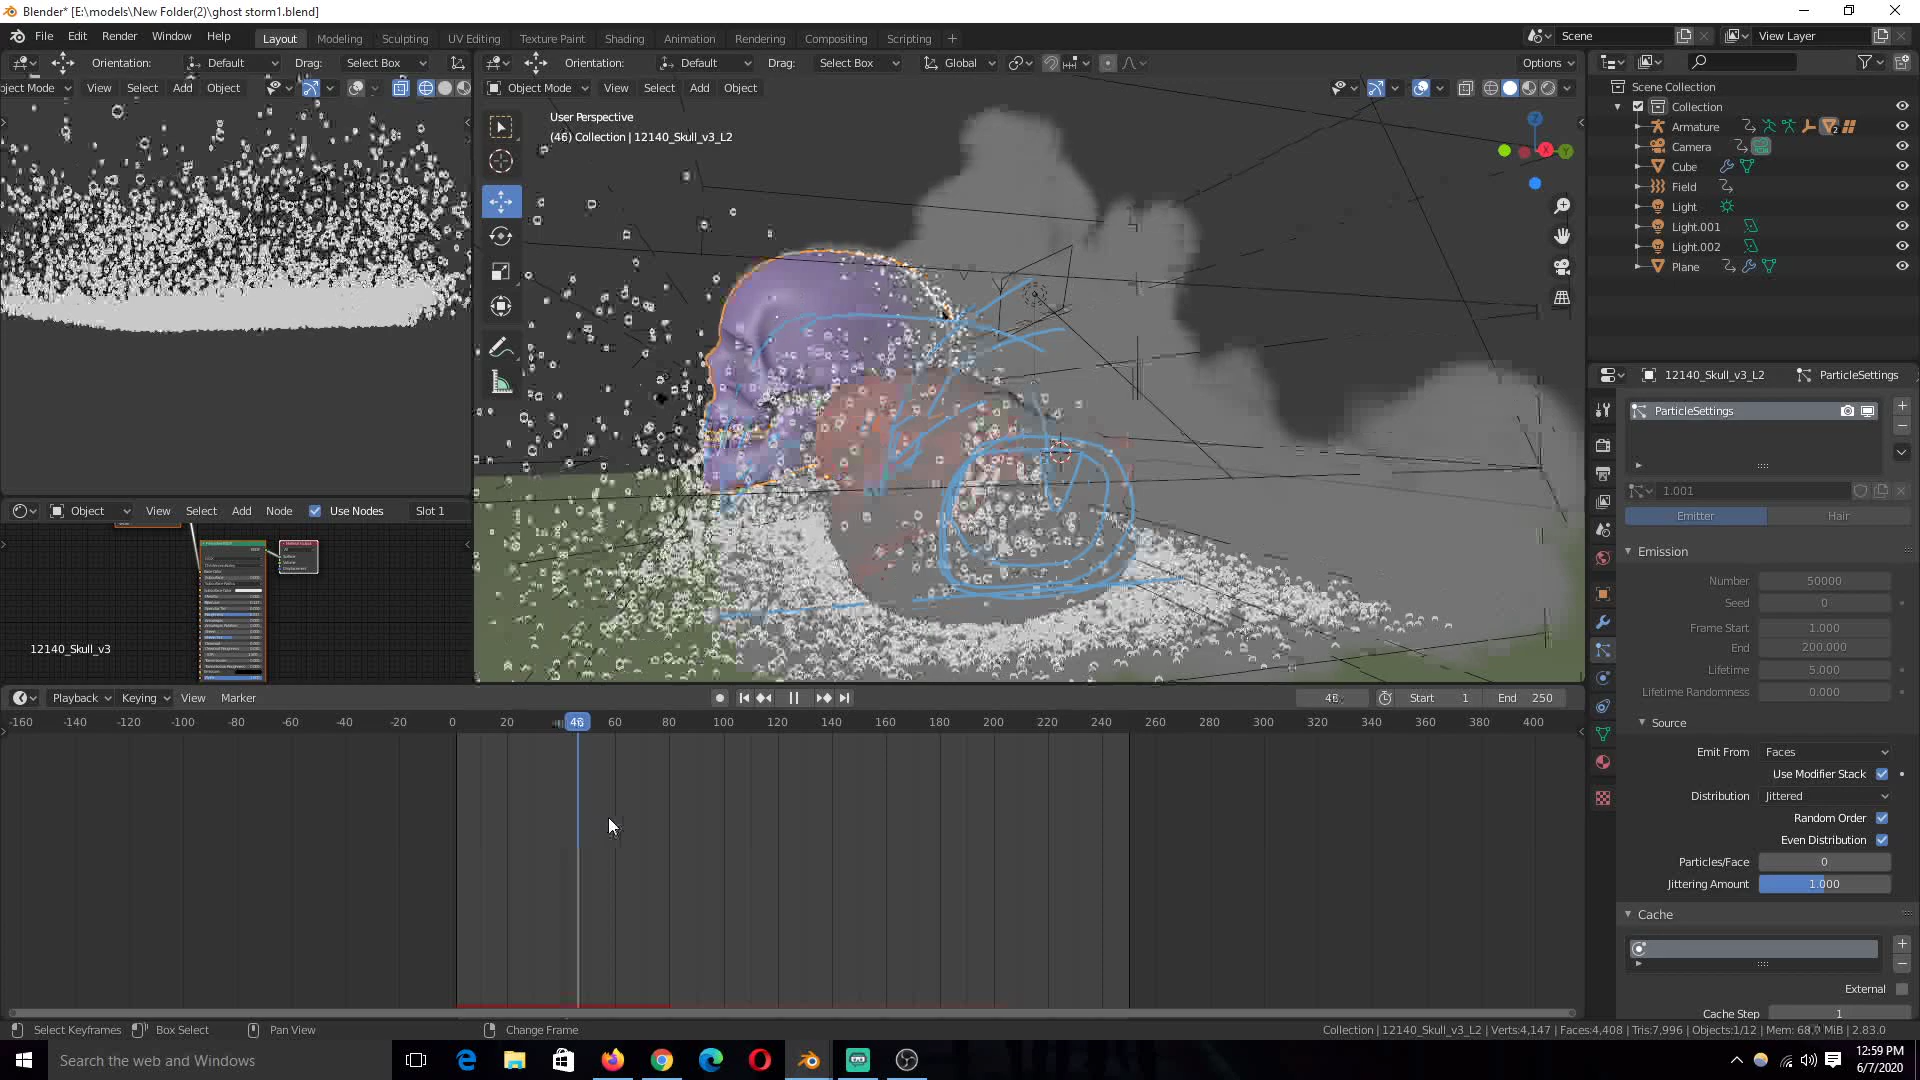 Blender* [E:\models\New Folder(2)\ghost storm1.blend]
File Edit Render Window Help
Layout Modeling Sculpting UV Editing Texture Paint Shading Animation Rendering Compositing Scripting +
Scene View Layer
Orientation: Default Drag: Select Box
Orientation: Default Drag: Select Box Global Options
ject Mode View Select Add Object
Object Mode View Select Add Object
User Perspective
(46) Collection | 12140_Skull_v3_L2
Z
X
Y
Scene Collection
Collection
Armature 2
Camera
Cube
Field
Light
Light.001
Light.002
Plane
12140_Skull_v3_L2 ParticleSettings
ParticleSettings
1.001
Emitter Hair
Emission
Number 50000
Seed 0
Frame Start 1.000
End 200.000
Lifetime 5.000
Lifetime Randomness 0.000
Source
Emit From Faces
Use Modifier Stack
Distribution Jittered
Random Order
Even Distribution
Particles/Face 0
Jittering Amount 1.000
Cache
External
Cache Step 1
Object View Select Add Node Use Nodes Slot 1
12140_Skull_v3
Playback Keying View Marker
Start 1 End 250
-160 -140 -120 -100 -80 -60 -40 -20 0 20 46 60 80 100 120 140 160 180 200 220 240 260 280 300 320 340 360 380 400
Select Keyframes Box Select Pan View Change Frame
Collection | 12140_Skull_v3_L2 | Verts:4,147 | Faces:4,408 | Tris:7,996 | Objects:1/12 | Mem: MiB | 2.83.0
Search the web and Windows
12:59 PM
6/7/2020